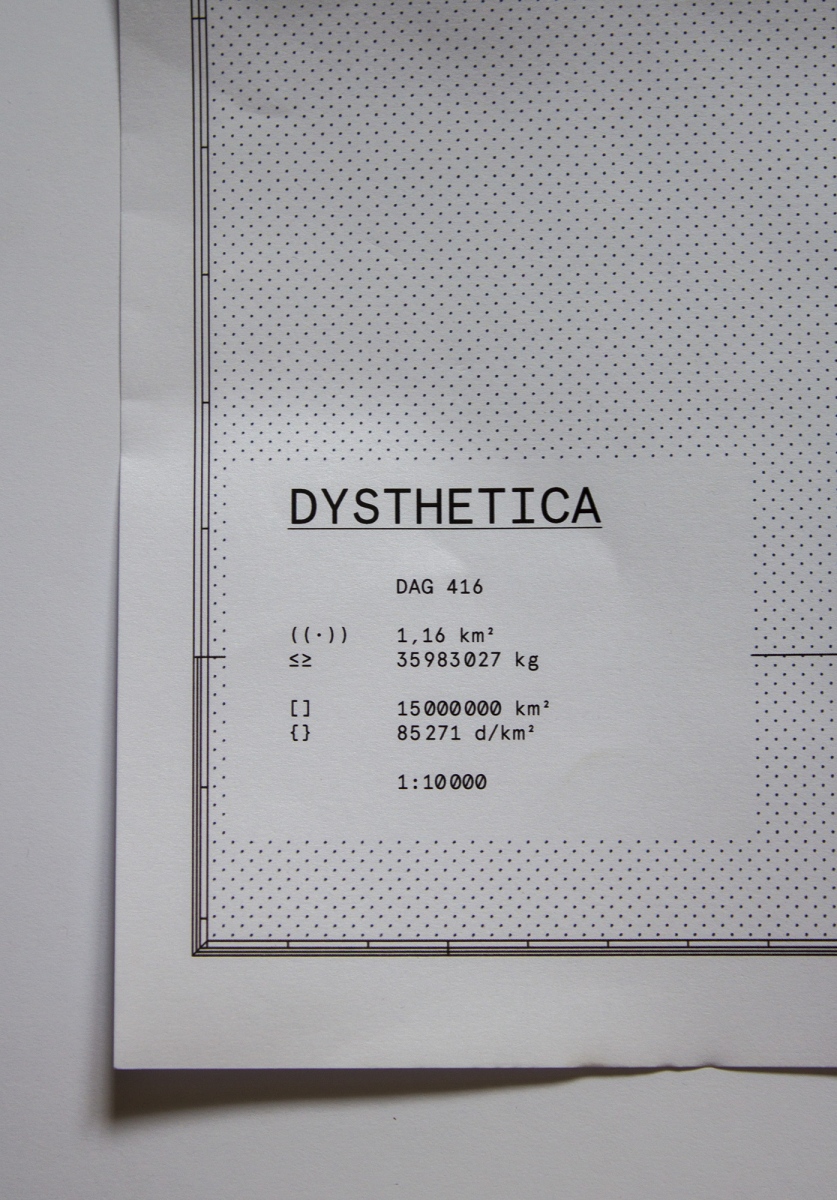 DYSTHETICA
DAG 416
((·)) 1,16 km²
≤≥ 35983027 kg
[] 15000000 km²
{} 85271 d/km²
1:10000